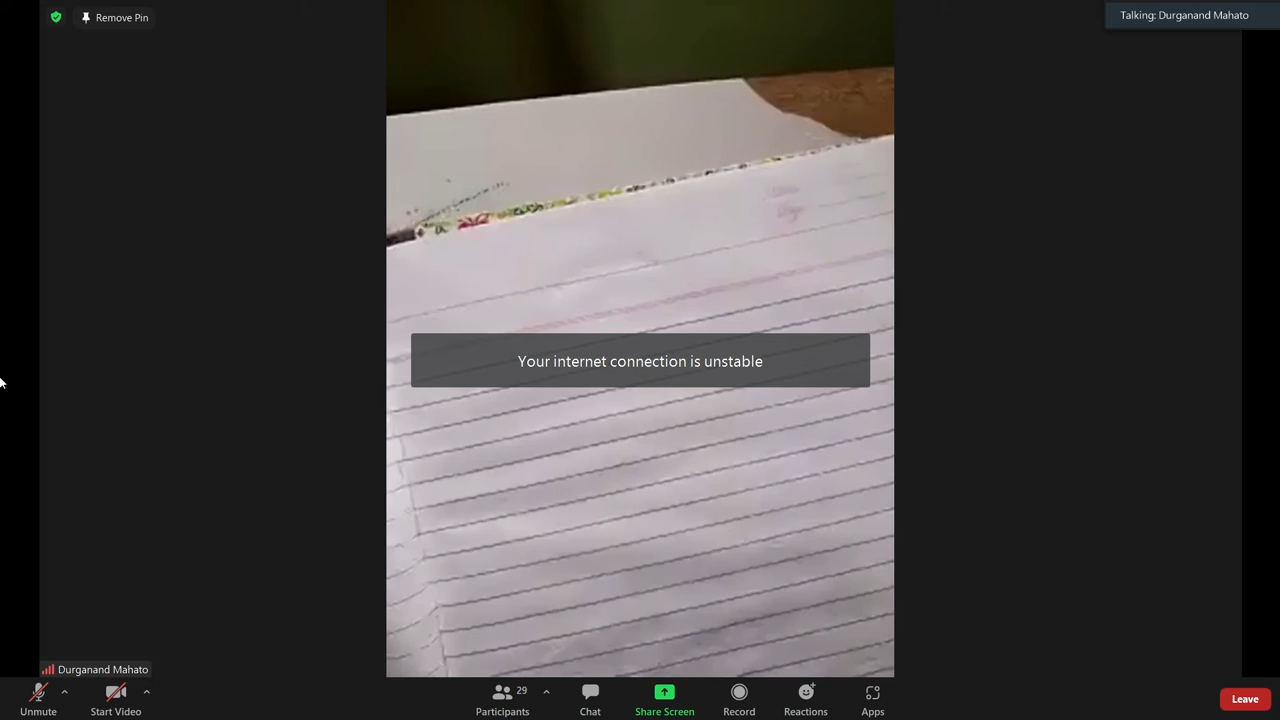 Remove Pin
Talking: Durganand Mahato
Your internet connection is unstable
Durganand Mahato
Unmute
Start Video
29
Participants
Chat
Share Screen
Record
Reactions
Apps
Leave